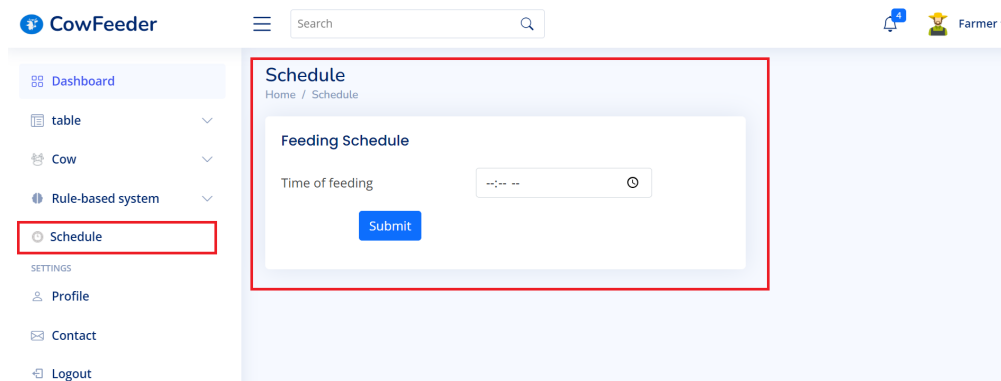 CowFeeder
Search
4
Farmer
Dashboard
table
Cow
Rule-based system
Schedule
SETTINGS
Profile
Contact
Logout
Schedule
Home / Schedule
Feeding Schedule
Time of feeding
--:-- --
Submit